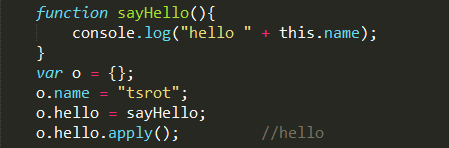 function sayHello(){
    console.log("hello " + this.name);
}
var o = {};
o.name = "tsrot";
o.hello = sayHello;
o.hello.apply();          //hello